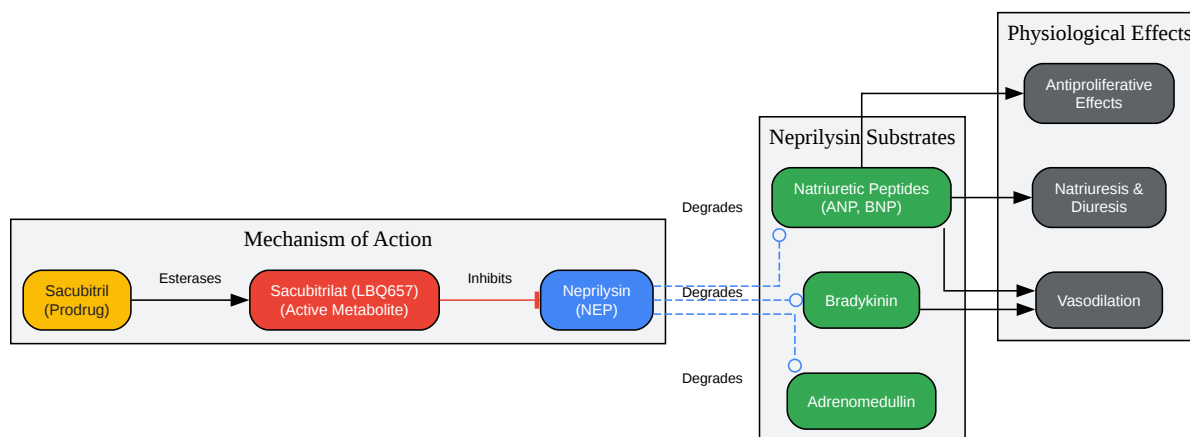 Physiological Effects
Antiproliferative
Effects
Neprilysin Substrates
Natriuretic Peptides
(ANP, BNP)
Natriuresis &
Diuresis
Degrades
Mechanism of Action
Sacubitril
(Prodrug)
Esterases
Sacubitrilat (LBQ657)
(Active Metabolite)
Inhibits
Neprilysin
(NEP)
Degrades
Bradykinin
Vasodilation
Degrades
Adrenomedullin